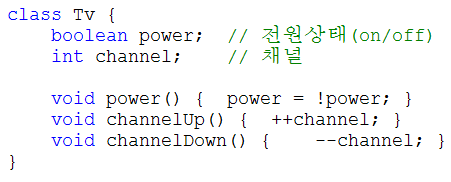 class Tv {
    boolean power;  // 전원상태(on/off)
    int channel;    // 채널

    void power() {  power = !power; }
    void channelUp() {  ++channel; }
    void channelDown() {    --channel; }
}